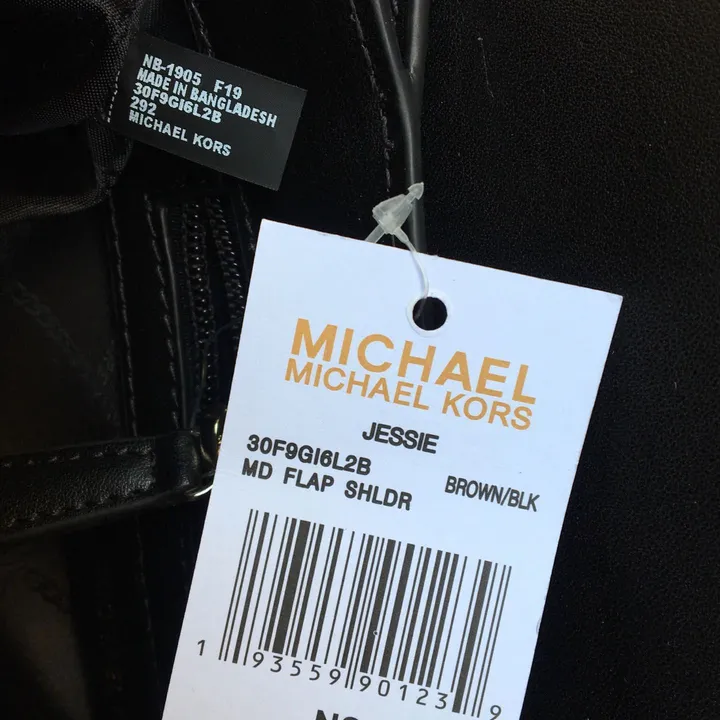 NB-1905 F19
MADE IN BANGLADESH
30F9GI6L2B
292
MICHAEL KORS
MICHAEL
MICHAEL KORS
JESSIE
30F9GI6L2B
MD FLAP SHLDR
BROWN/BLK
1 93559 90123 9